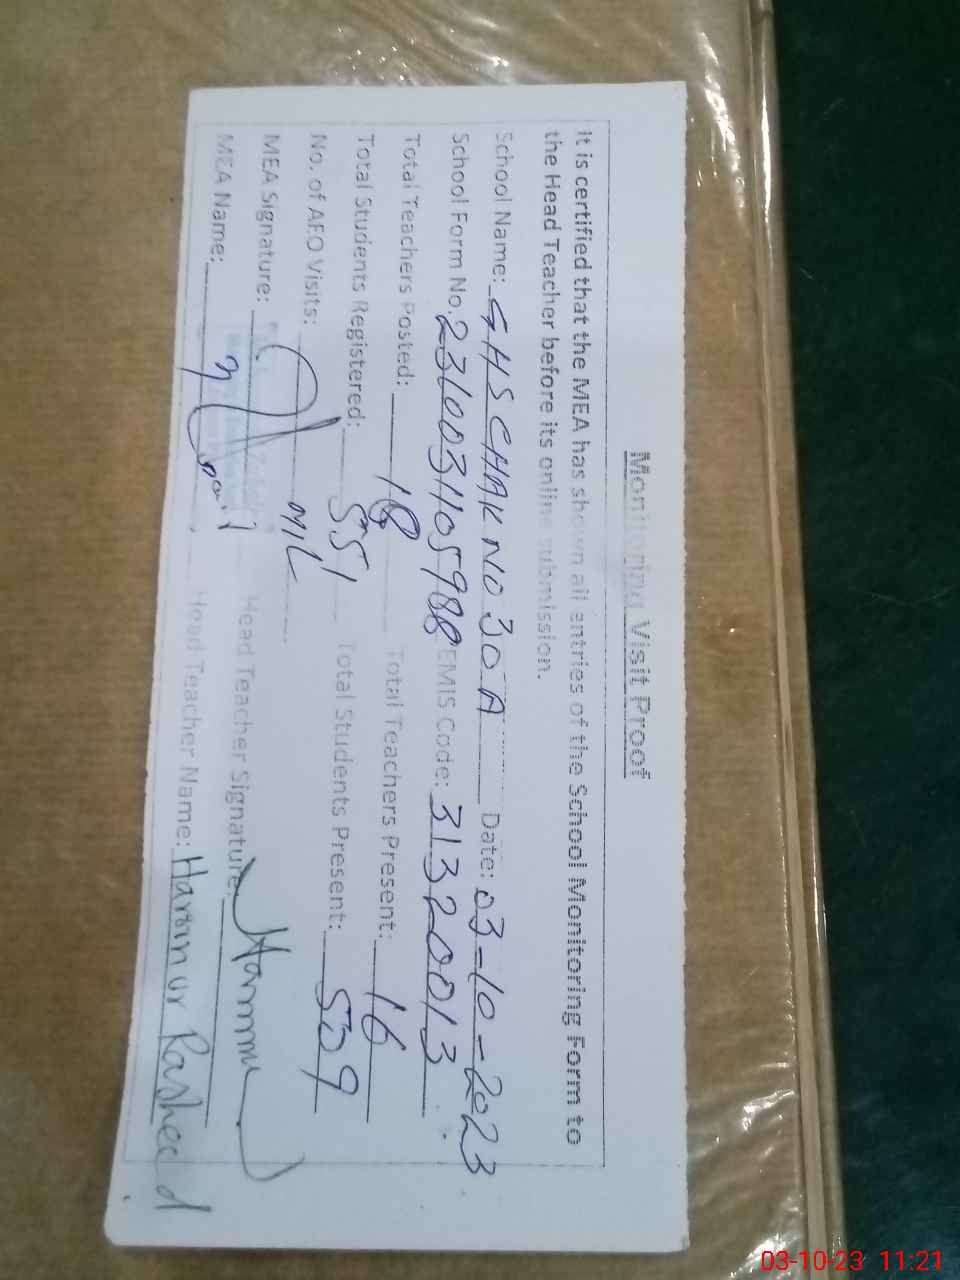 Monitoring Visit Proof
It is certified that the MEA has shown all entries of the School Monitoring Form to
the Head Teacher before its online submission.
School Name: GHS CHAK NO 30 A Date: 03-10-2023
School Form No. 2310031105988 EMIS Code: 31320013
Total Teachers Posted: 18 Total Teachers Present: 16
Total Students Registered: 551 Total Students Present: 509
No. of AEO Visits: NIL
MEA Signature: Head Teacher Signature:
MEA Name: Head Teacher Name: Rasheed
03-10-23 11:21